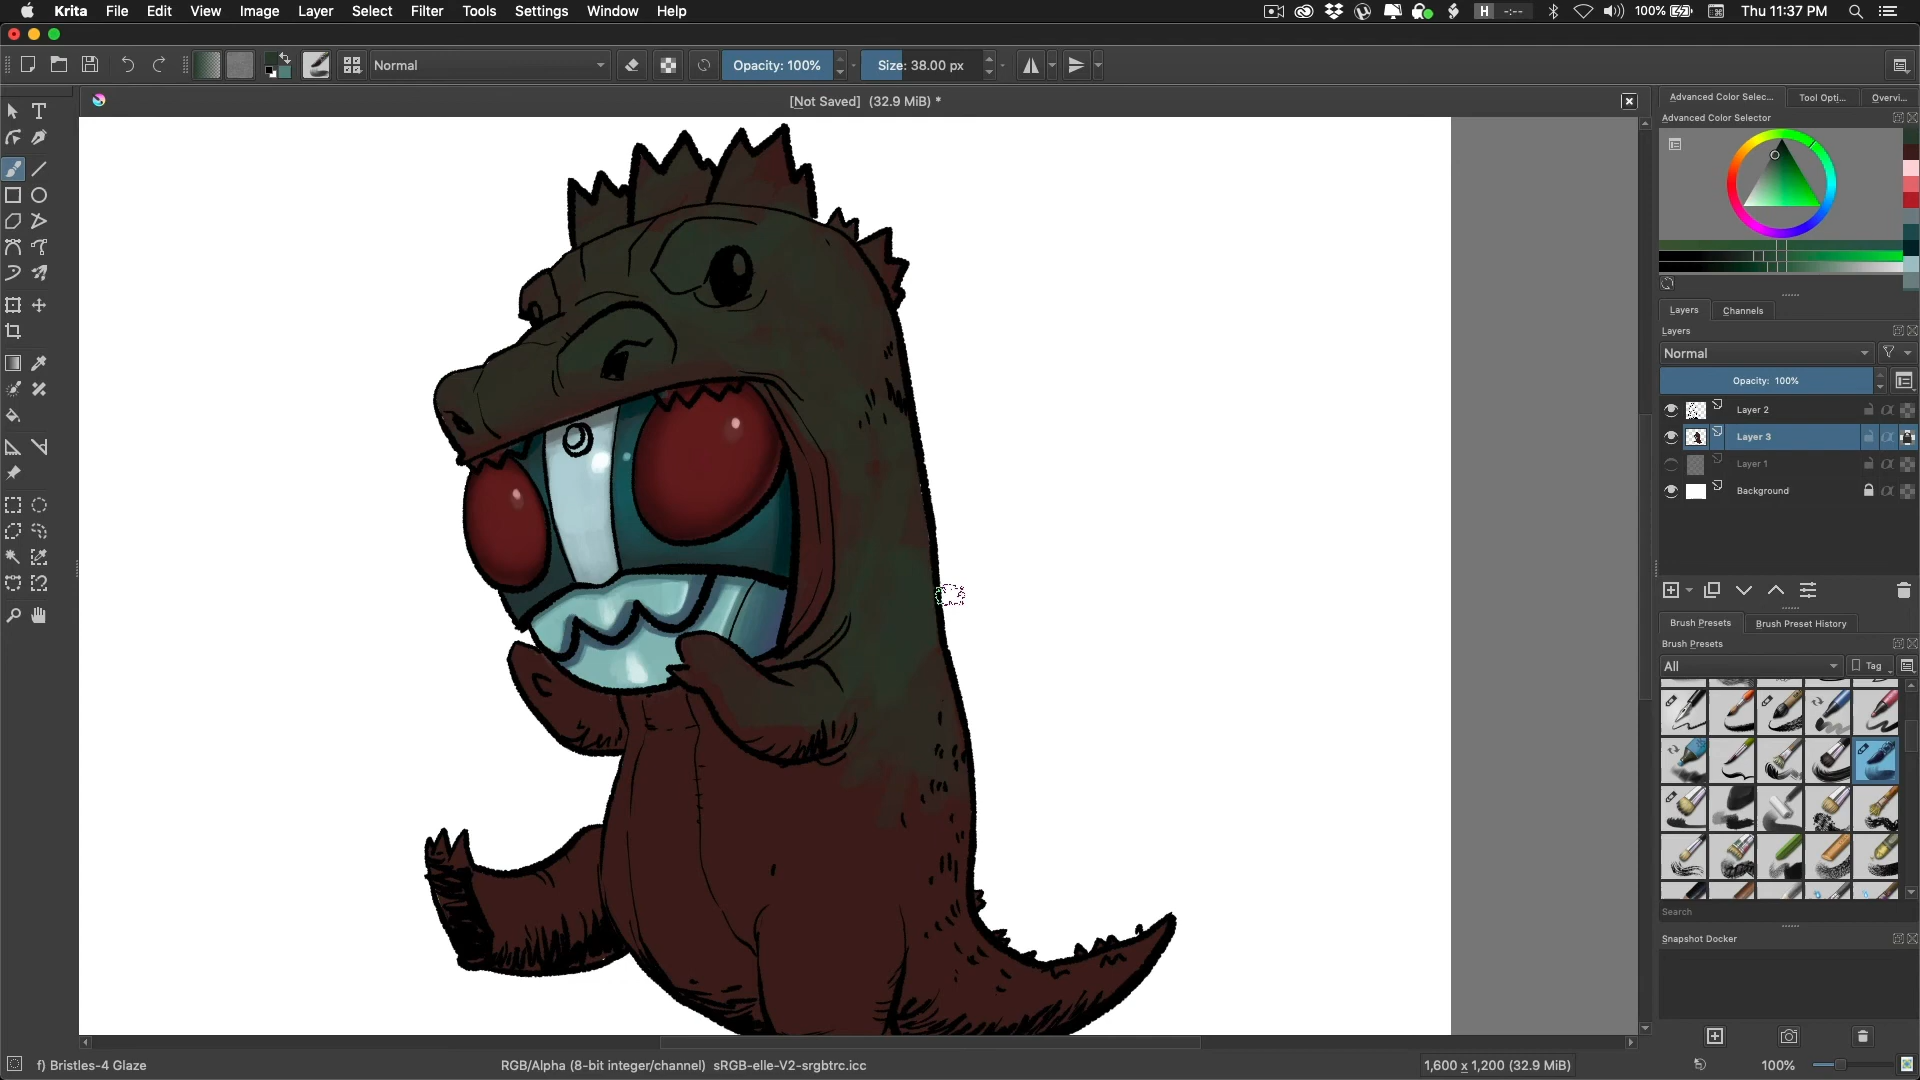 Krita File Edit View Image Layer Select Filter Tools Settings Window Help
H -:-- 100% Thu 11:37 PM
Normal
Opacity: 100%
Size: 38.00 px
[Not Saved] (32.9 MiB) *
Advanced Color Selec... Tool Opti... Overvi...
Advanced Color Selector
Layers Channels
Layers
Normal
Opacity: 100%
Layer 2
Layer 3
Layer 1
Background
Brush Presets Brush Preset History
Brush Presets
All
Tag
Search
Snapshot Docker
f) Bristles-4 Glaze
RGB/Alpha (8-bit integer/channel) sRGB-elle-V2-srgbtrc.icc
1,600 x 1,200 (32.9 MiB)
100%